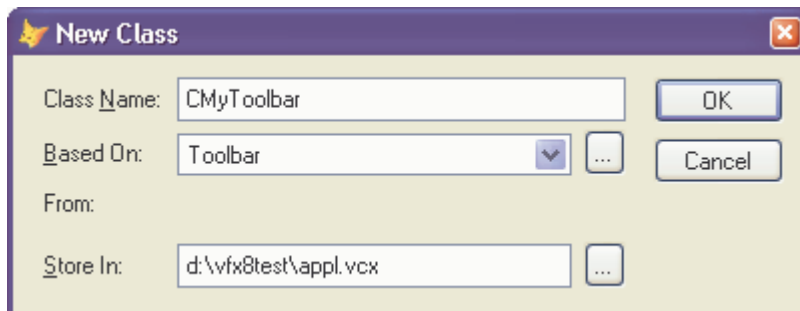 New Class
Class Name: CMyToolbar OK
Based On: Toolbar ... Cancel
From:
Store In: d:\vfx8test\appl.vcx ...